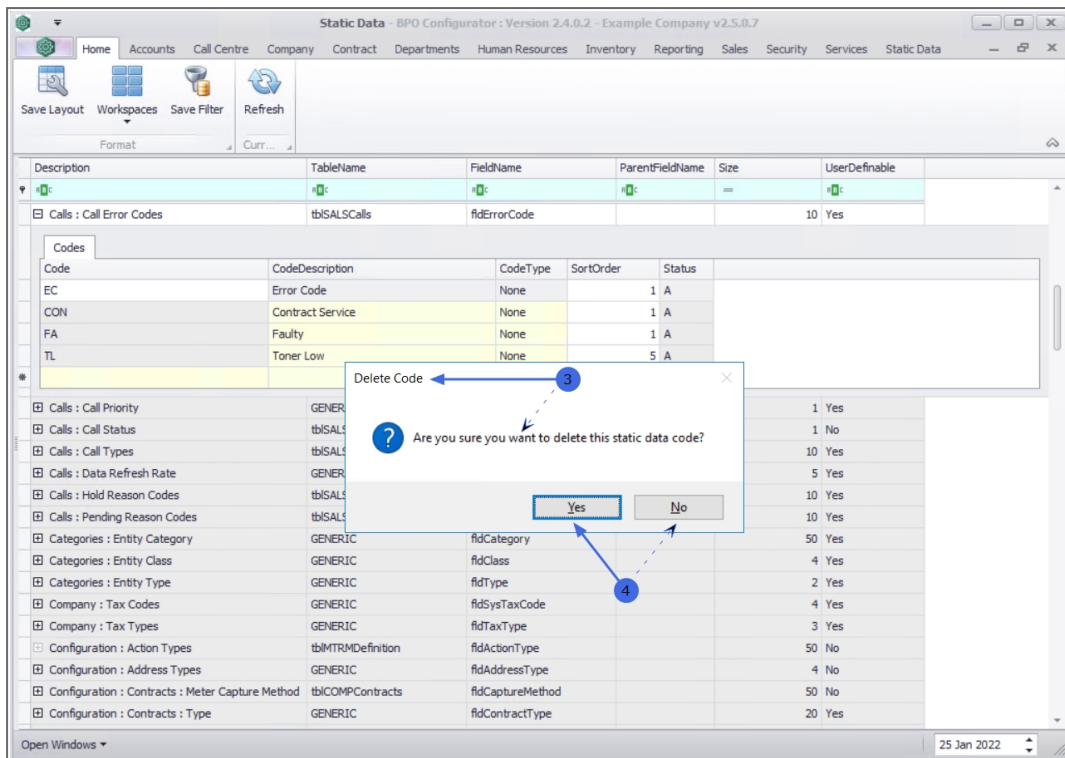 Static Data - BPO Configurator : Version 2.4.0.2 - Example Company v2.5.0.7
Home Accounts Call Centre Company Contract Departments Human Resources Inventory Reporting Sales Security Services Static Data
Save Layout Workspaces Save Filter Refresh
Format Curr...
Description TableName FieldName ParentFieldName Size UserDefinable
Calls : Call Error Codes tblSALSCalls fldErrorCode 10 Yes
Codes
Code CodeDescription CodeType SortOrder Status
EC Error Code None 1 A
CON Contract Service None 1 A
FA Faulty None 1 A
TL Toner Low None 5 A
Delete Code 3
Calls : Call Priority GENER 1 Yes
Calls : Call Status tblSALS 1 No
Are you sure you want to delete this static data code?
Calls : Call Types tblSALS 10 Yes
Calls : Data Refresh Rate GENER 5 Yes
Calls : Hold Reason Codes tblSALS 10 Yes
Yes No
Calls : Pending Reason Codes tblSALS 10 Yes
Categories : Entity Category GENERIC fldCategory 50 Yes
Categories : Entity Class GENERIC fldClass 4 Yes
Categories : Entity Type GENERIC fldType 2 Yes
4
Company : Tax Codes GENERIC fldSysTaxCode 4 Yes
Company : Tax Types GENERIC fldTaxType 3 Yes
Configuration : Action Types tblMTRMDefinition fldActionType 50 No
Configuration : Address Types GENERIC fldAddressType 4 No
Configuration : Contracts : Meter Capture Method tblCOMPContracts fldCaptureMethod 50 No
Configuration : Contracts : Type GENERIC fldContractType 20 Yes
Open Windows 25 Jan 2022